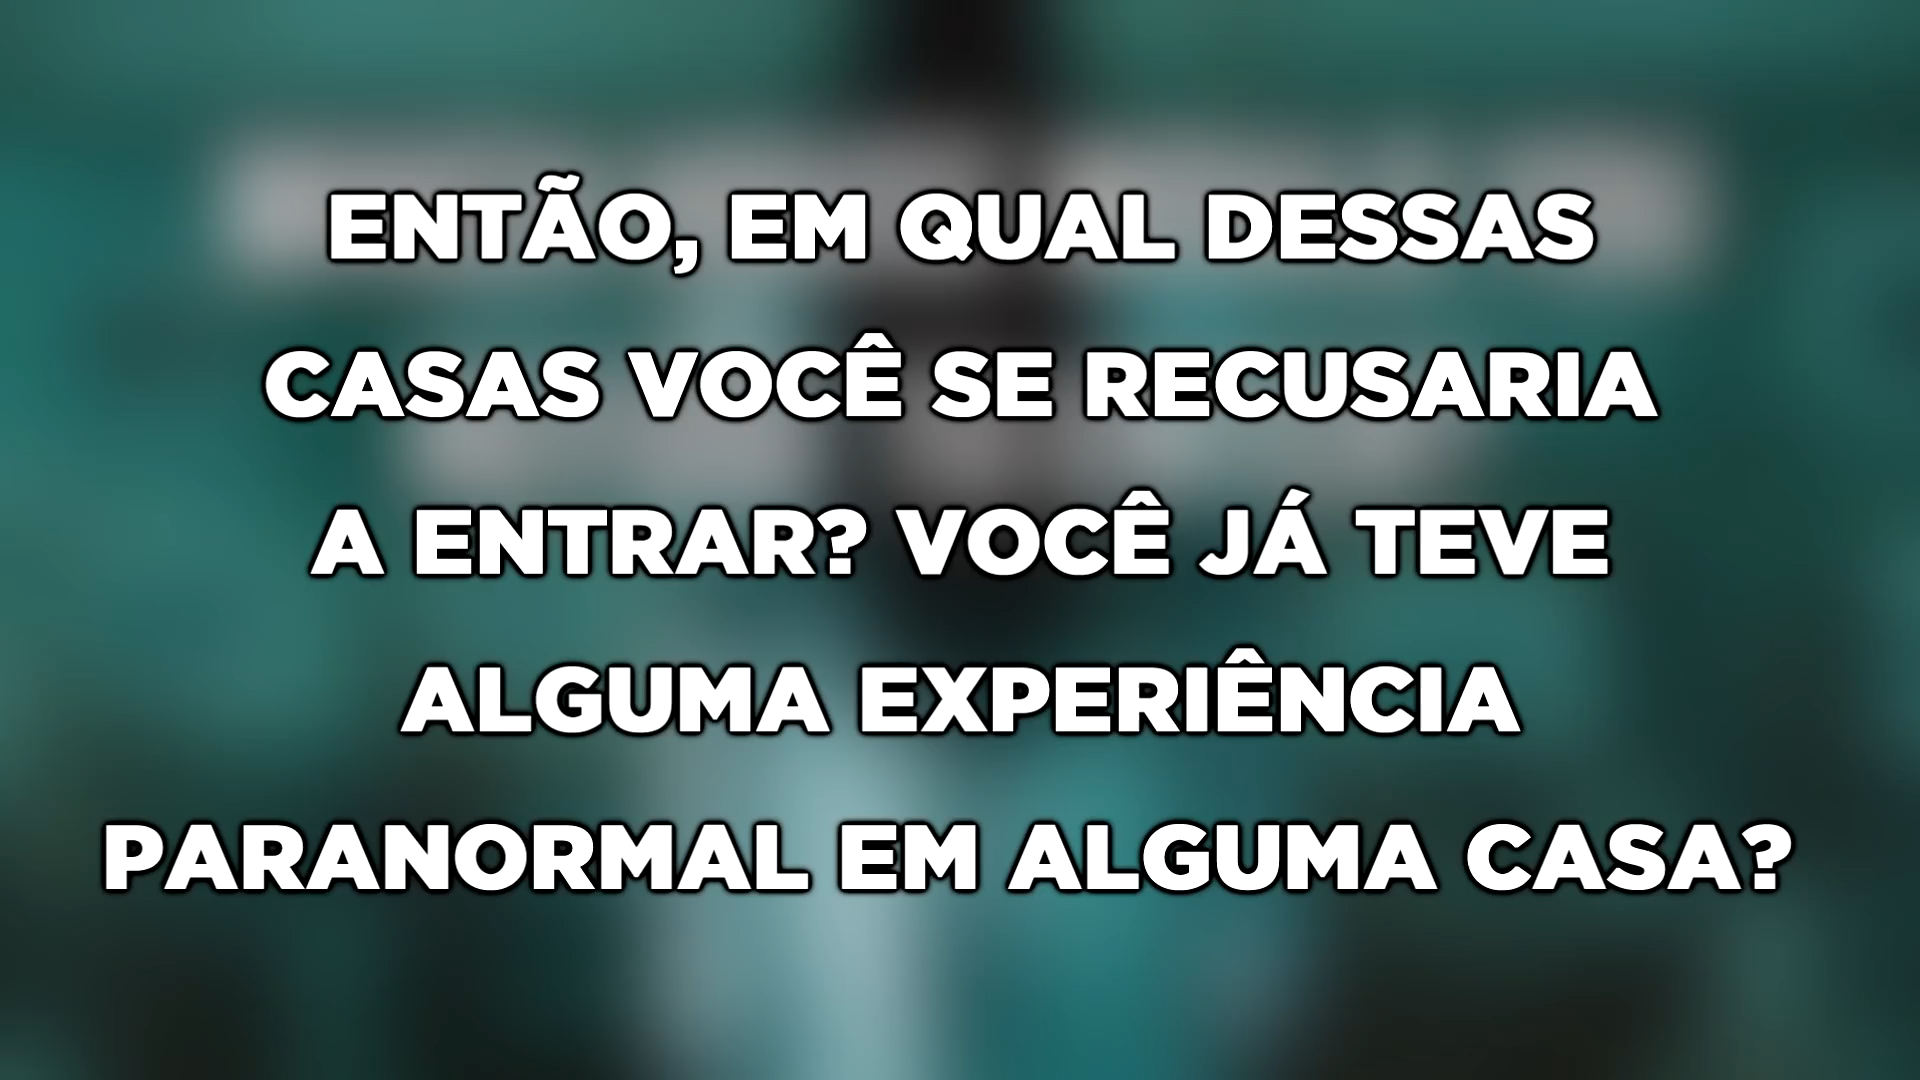 ENTÃO, EM QUAL DESSAS
CASAS VOCÊ SE RECUSARIA
A ENTRAR? VOCÊ JÁ TEVE
ALGUMA EXPERIÊNCIA
PARANORMAL EM ALGUMA CASA?